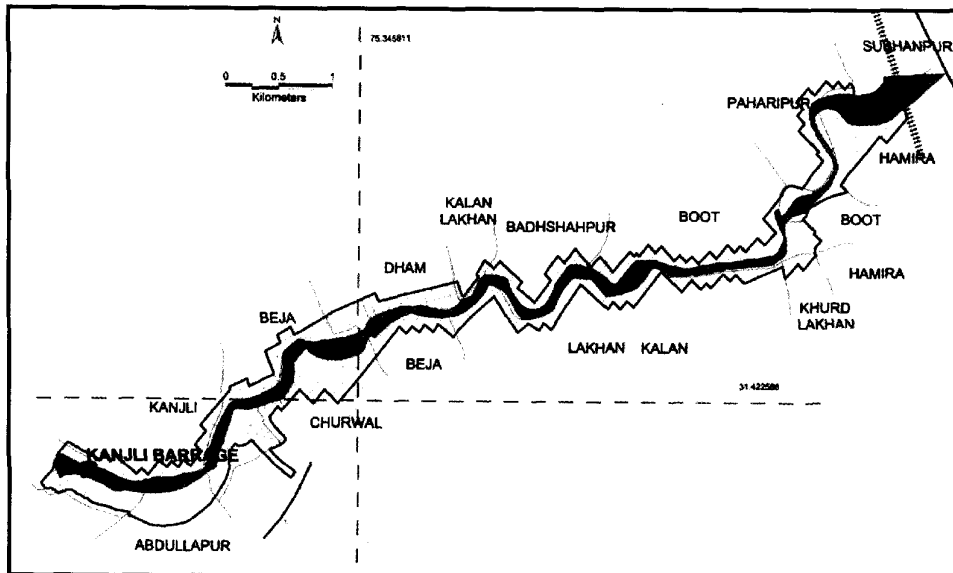 N
75.345811
SUBHANPUR
0 0.5 1
Kilometers
PAHARIPUR
HAMIRA
KALAN
LAKHAN
BADHSHAHPUR
BOOT
BOOT
DHAM
HAMIRA
BEJA
KHURD
LAKHAN
BEJA
LAKHAN KALAN
31.422586
KANJLI
CHURWAL
KANJLI BARRAGE
ABDULLAPUR